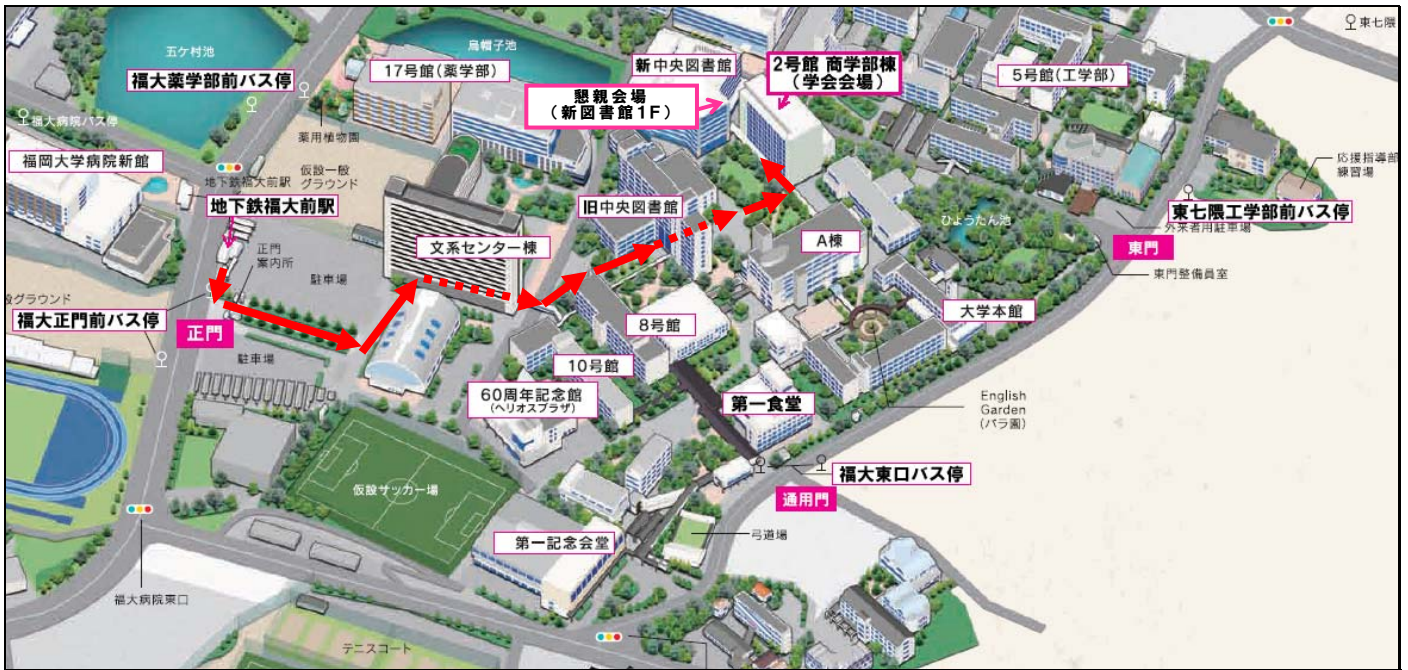 東七隈
五ケ村池
烏帽子池
新中央図書館
2号館 商学部棟
(学会会場)
17号館(薬学部)
5号館(工学部)
福大薬学部前バス停
懇親会場
(新図書館1F)
福大病院バス停
薬用植物園
福岡大学病院新館
仮設一般
グラウンド
地下鉄福大前駅
応援指導部
練習場
地下鉄福大前駅
旧中央図書館
ひょうたん池
東七隈工学部前バス停
外来者用駐車場
文系センター棟
A棟
東門
正門
案内所
東門整備員室
駐車場
グラウンド
福大正門前バス停
大学本館
正門
8号館
駐車場
10号館
60周年記念館
(ヘリオスプラザ)
第一食堂
English
Garden
(バラ園)
福大東口バス停
仮設サッカー場
通用門
弓道場
第一記念会堂
福大病院東口
テニスコート